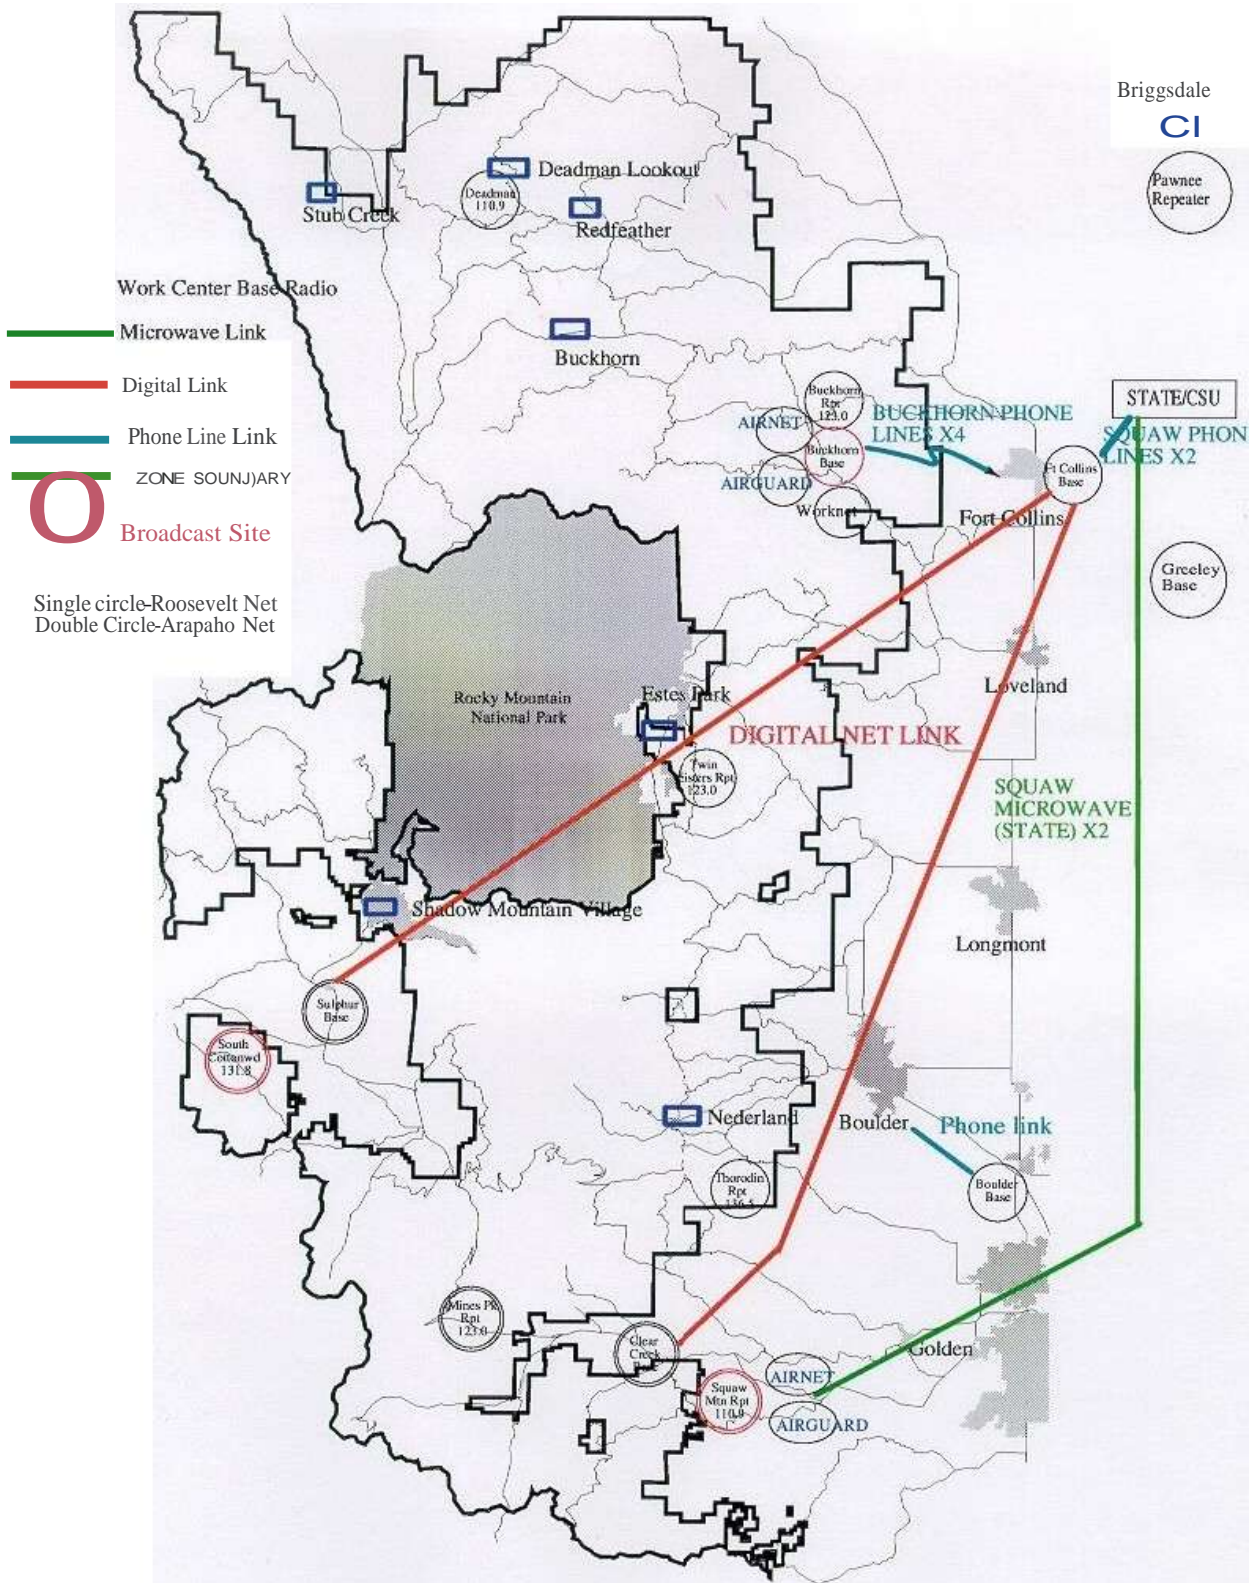 Briggsdale
CI
Pawnee
Repeater
Deadman Lookout
Deadman
110.9
Stub Creek
Redfeather
Work Center Base Radio
Microwave Link
Buckhorn
Digital Link
Buckhorn
Rpt
123.0
STATE/CSU
AIRNET
BUCKHORN PHONE
LINES X4
SQUAW PHON
LINES X2
Phone Line Link
Buckhorn
Base
Ft Collins
Base
ZONE SOUNJ)ARY
AIRGUARD
O
Broadcast Site
Worknet
Fort Collins
Greeley
Base
Single circle-Roosevelt Net
Double Circle-Arapaho Net
Loveland
Rocky Mountain
National Park
Estes Park
DIGITAL NET LINK
Twin
Sisters Rpt
123.0
SQUAW
MICROWAVE
(STATE) X2
Shadow Mountain Village
Longmont
Sulphur
Base
South
Cottonwd
131.8
Nederland
Boulder
Phone link
Thorodin
Rpt
136.5
Boulder
Base
Mines Pk
Rpt
123.0
Clear
Creek
Base
Golden
AIRNET
Squaw
Mtn Rpt
110.9
AIRGUARD